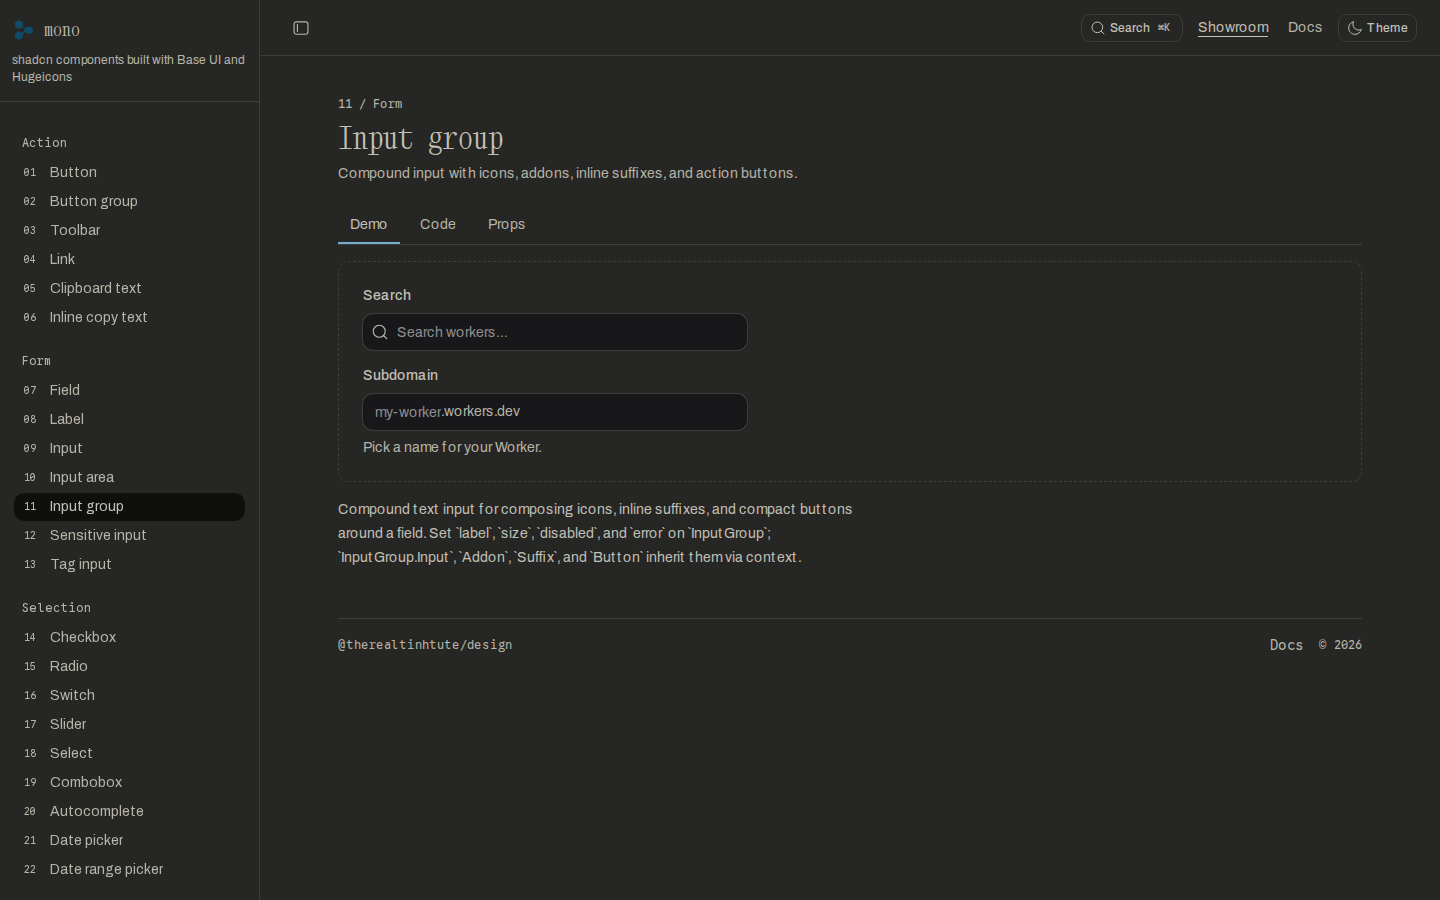 mono
shadcn components built with Base UI and
Hugeicons
Action
01 Button
02 Button group
03 Toolbar
04 Link
05 Clipboard text
06 Inline copy text
Form
07 Field
08 Label
09 Input
10 Input area
11 Input group
12 Sensitive input
13 Tag input
Selection
14 Checkbox
15 Radio
16 Switch
17 Slider
18 Select
19 Combobox
20 Autocomplete
21 Date picker
22 Date range picker
Search ⌘K Showroom Docs Theme
11 / Form
Input group
Compound input with icons, addons, inline suffixes, and action buttons.
Demo Code Props
Search
Search workers...
Subdomain
my-worker.workers.dev
Pick a name for your Worker.
Compound text input for composing icons, inline suffixes, and compact buttons
around a field. Set `label`, `size`, `disabled`, and `error` on `InputGroup`;
`InputGroup.Input`, `Addon`, `Suffix`, and `Button` inherit them via context.
@therealtinhtute/design Docs © 2026